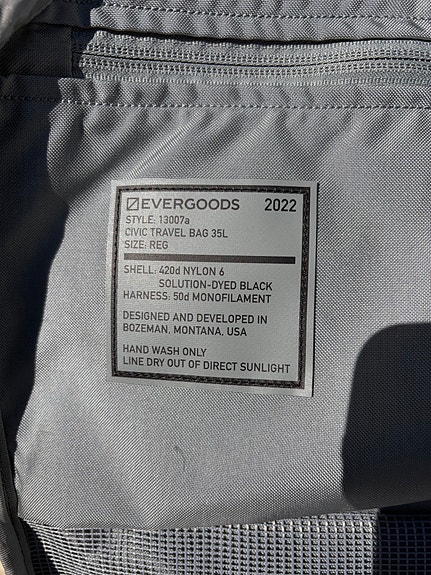 EVERGOODS 2022
STYLE: 13007a
CIVIC TRAVEL BAG 35L
SIZE: REG
SHELL: 420d NYLON 6
SOLUTION-DYED BLACK
HARNESS: 50d MONOFILAMENT
DESIGNED AND DEVELOPED IN
BOZEMAN, MONTANA, USA
HAND WASH ONLY
LINE DRY OUT OF DIRECT SUNLIGHT